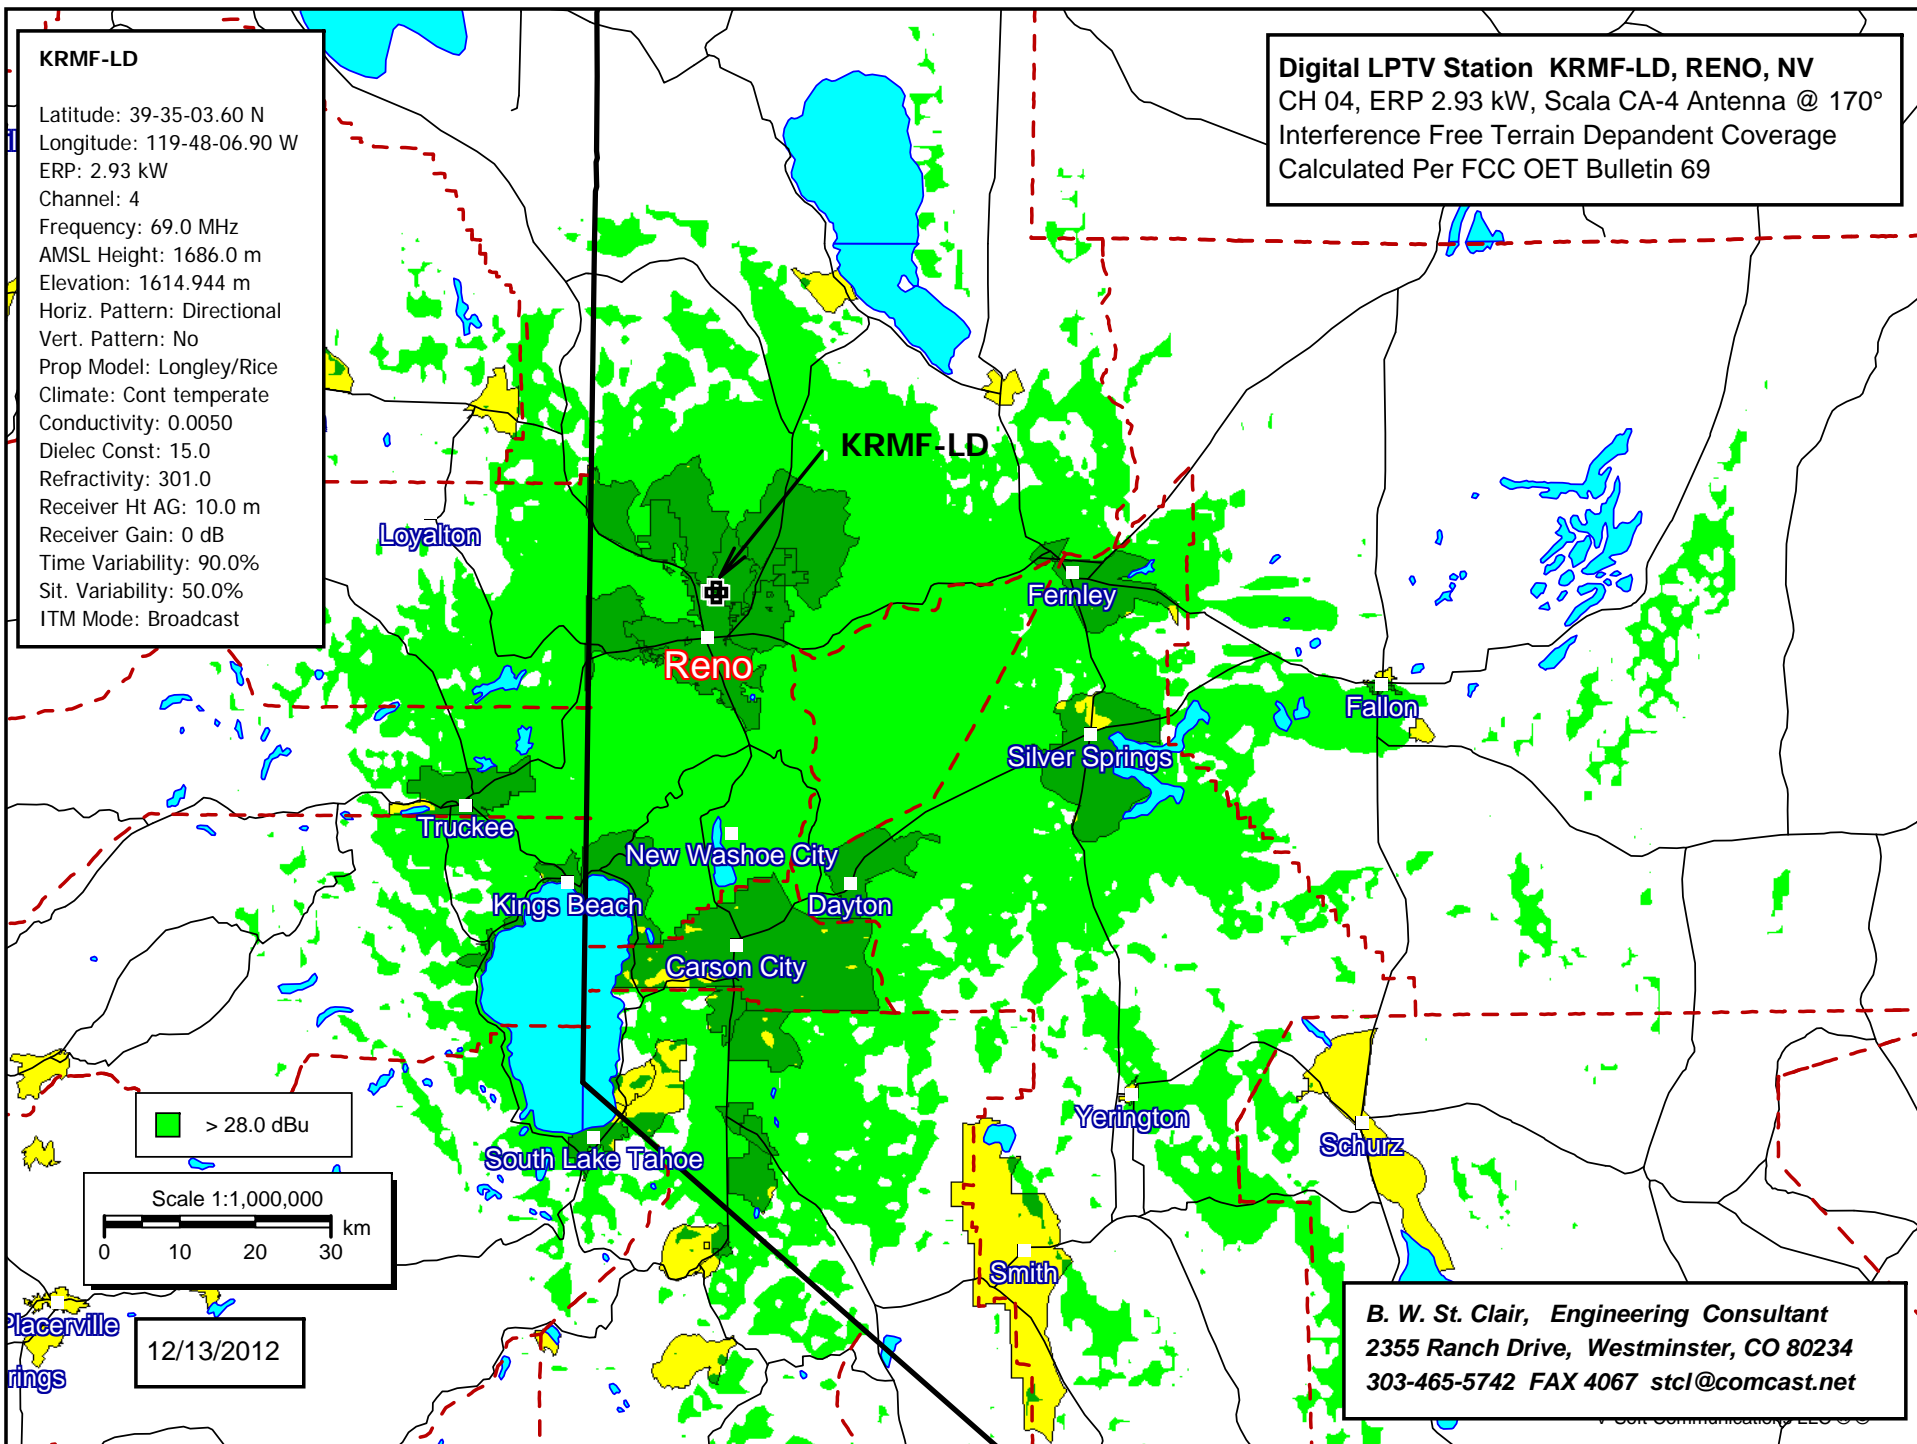 KRMF-LD
Latitude: 39-35-03.60 N
Longitude: 119-48-06.90 W
ERP: 2.93 kW
Channel: 4
Frequency: 69.0 MHz
AMSL Height: 1686.0 m
Elevation: 1614.944 m
Horiz. Pattern: Directional
Vert. Pattern: No
Prop Model: Longley/Rice
Climate: Cont temperate
Conductivity: 0.0050
Dielec Const: 15.0
Refractivity: 301.0
Receiver Ht AG: 10.0 m
Receiver Gain: 0 dB
Time Variability: 90.0%
Sit. Variability: 50.0%
ITM Mode: Broadcast
Digital LPTV Station KRMF-LD, RENO, NV
CH 04, ERP 2.93 kW, Scala CA-4 Antenna @ 170°
Interference Free Terrain Depandent Coverage
Calculated Per FCC OET Bulletin 69
KRMF-LD
Loyalton
Fernley
Reno
Fallon
Silver Springs
Truckee
New Washoe City
Kings Beach
Dayton
Carson City
Yerington
Schurz
South Lake Tahoe
Smith
Placerville
rings
> 28.0 dBu
Scale 1:1,000,000
km
0 10 20 30
12/13/2012
B. W. St. Clair, Engineering Consultant
2355 Ranch Drive, Westminster, CO 80234
303-465-5742 FAX 4067 stcl@comcast.net